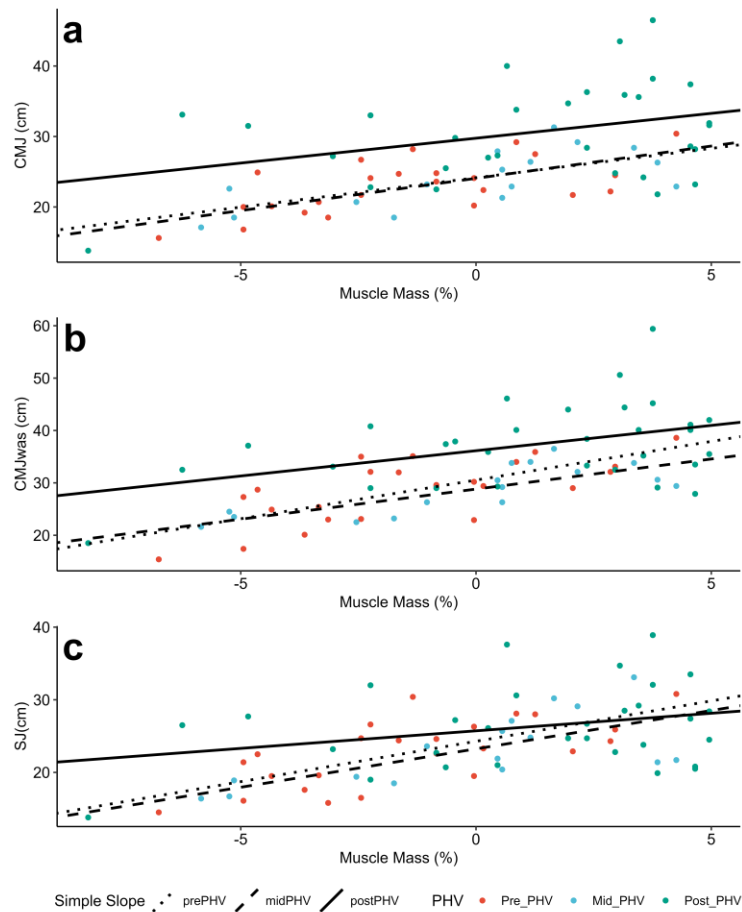 a
40
30
20
CMJ (cm)
-5 0 5
Muscle Mass (%)
b
60
50
40
30
20
CMJwas (cm)
-5 0 5
Muscle Mass (%)
c
40
30
20
SJ(cm)
-5 0 5
Muscle Mass (%)
Simple Slope prePHV midPHV postPHV PHV Pre_PHV Mid_PHV Post_PHV